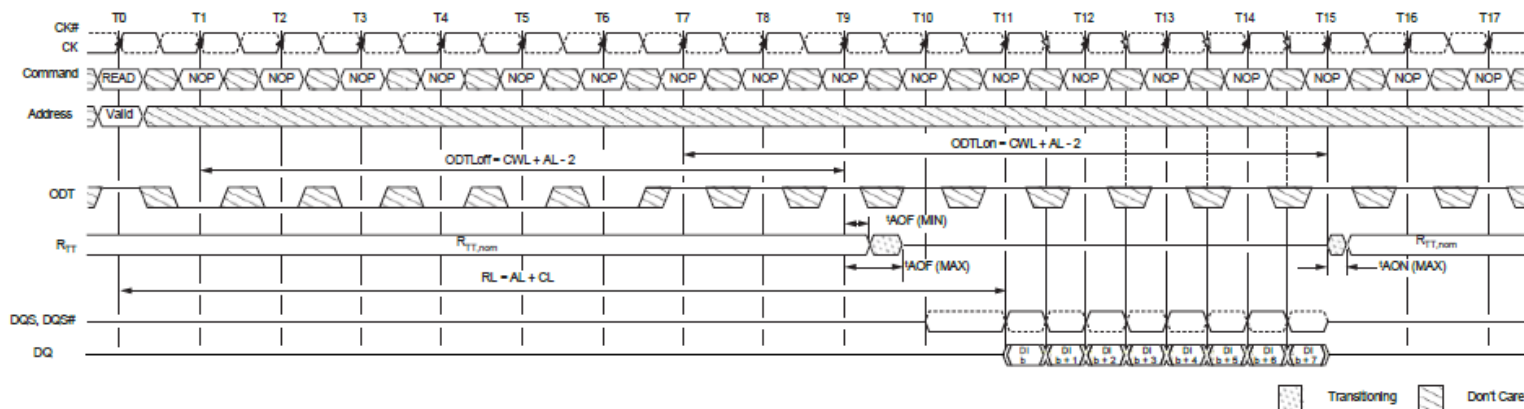 T0 T1 T2 T3 T4 T5 T6 T7 T8 T9 T10 T11 T12 T13 T14 T15 T16 T17
CK#
CK
Command READ NOP NOP NOP NOP NOP NOP NOP NOP NOP NOP NOP NOP NOP NOP NOP NOP NOP
Address Valid
ODTLon = CWL + AL - 2
ODTLoff = CWL + AL - 2
ODT
tAOF (MIN)
RTT RTT,nom RTT,nom
tAOF (MAX) tAON (MAX)
RL = AL + CL
DQS, DQS#
DQ DI b DI b + 1 DI b + 2 DI b + 3 DI b + 4 DI b + 5 DI b + 6 DI b + 7
Transitioning Don't Care